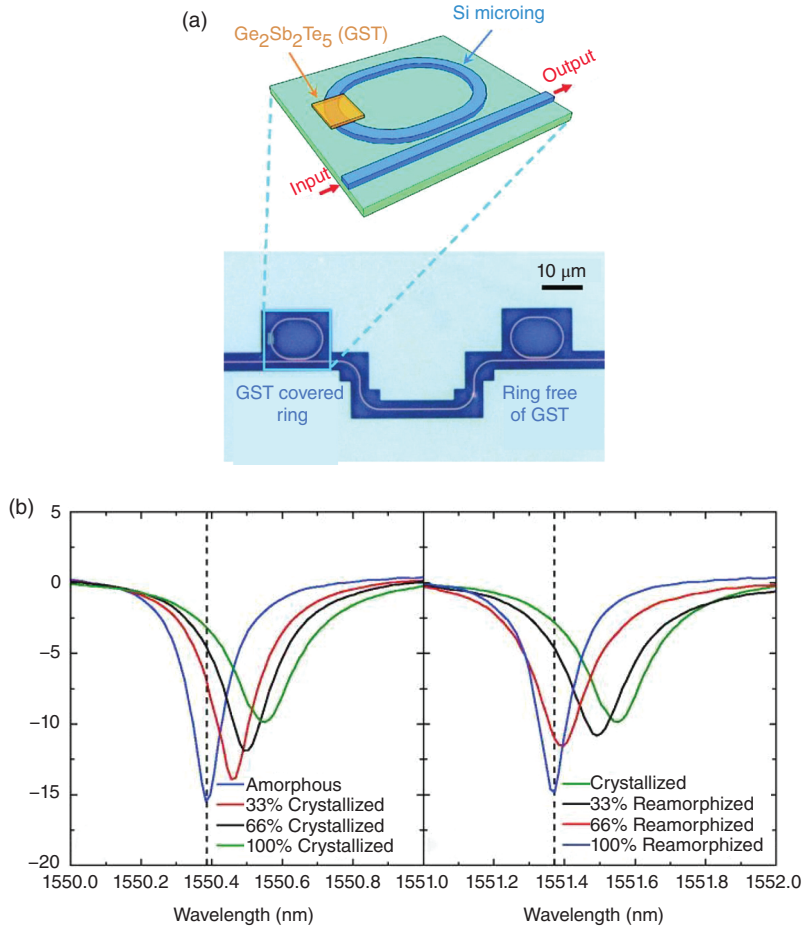 (a)
Ge2Sb2Te5 (GST)
Si microing
Output
Input
10 μm
GST covered
ring
Ring free
of GST
(b)
5
0
−5
−10
−15
−20
Amorphous
33% Crystallized
66% Crystallized
100% Crystallized
Crystallized
33% Reamorphized
66% Reamorphized
100% Reamorphized
1550.0 1550.2 1550.4 1550.6 1550.8 1551.0 1551.2 1551.4 1551.6 1551.8 1552.0
Wavelength (nm)
Wavelength (nm)